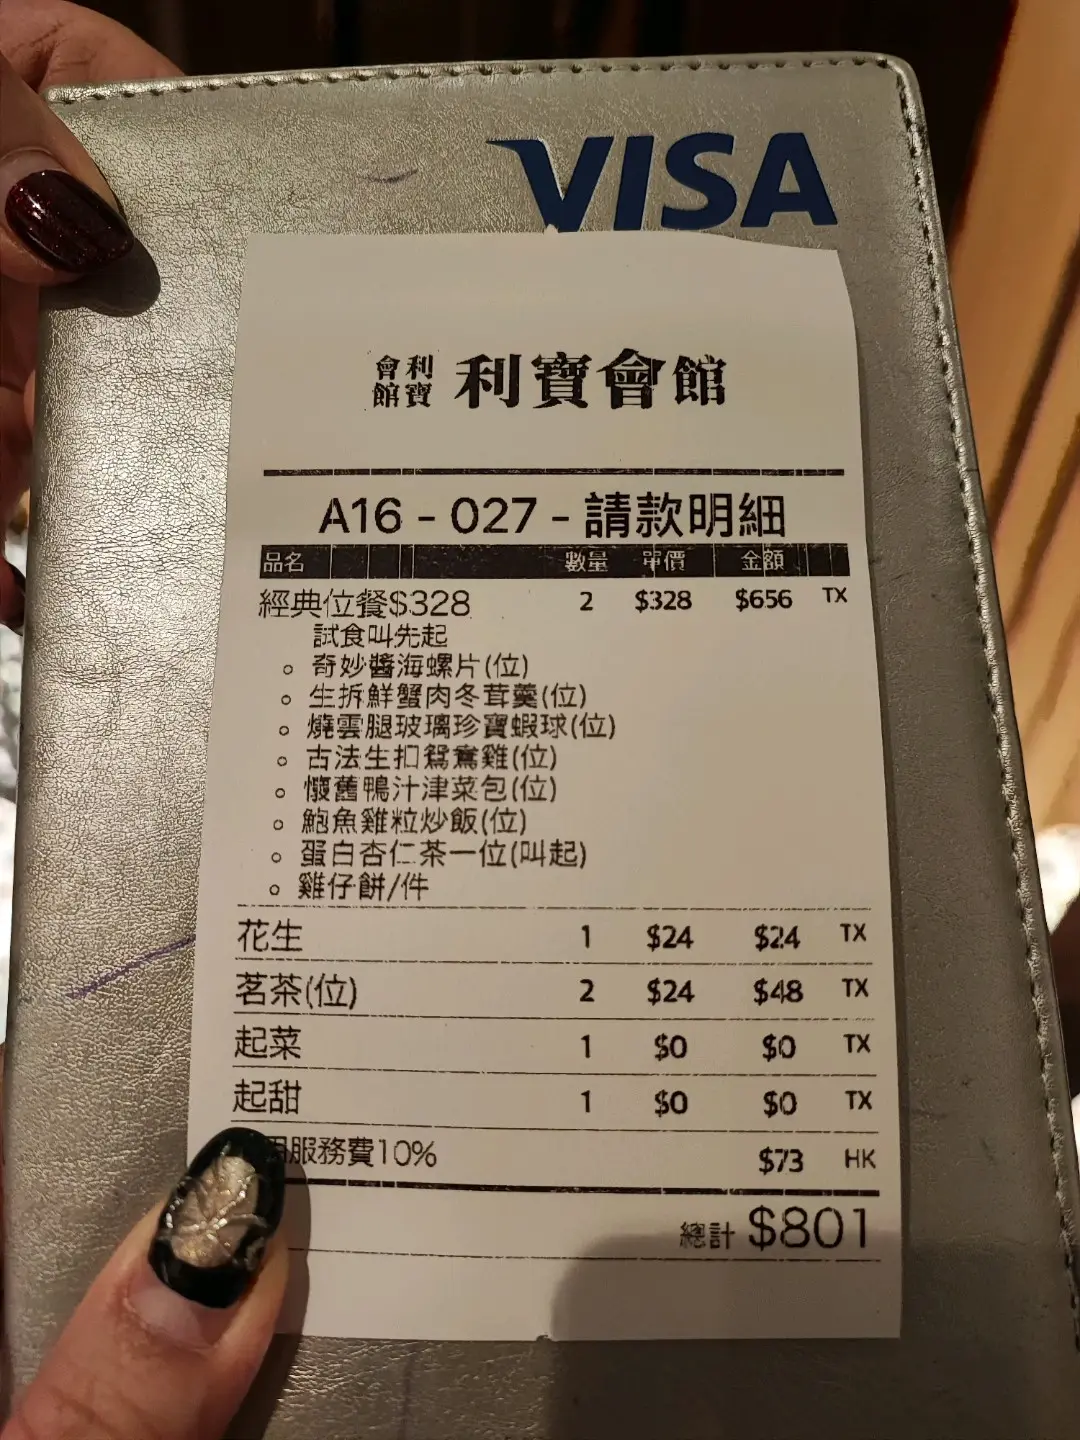 VISA
會利
館寶
利寶會館
A16 - 027 - 請款明細
品名 數量 單價 金額
經典位餐$328 2 $328 $656 TX
試食叫先起
奇妙醬海螺片(位)
生拆鮮蟹肉冬茸羹(位)
燒雲腿玻璃珍寶蝦球(位)
古法生扣鴛鴦雞(位)
懷舊鴨汁津菜包(位)
鮑魚雞粒炒飯(位)
蛋白杏仁茶一位(叫起)
雞仔餅/件
花生 1 $24 $24 TX
茗茶(位) 2 $24 $48 TX
起菜 1 $0 $0 TX
起甜 1 $0 $0 TX
服務費10% $73 HK
總計 $801